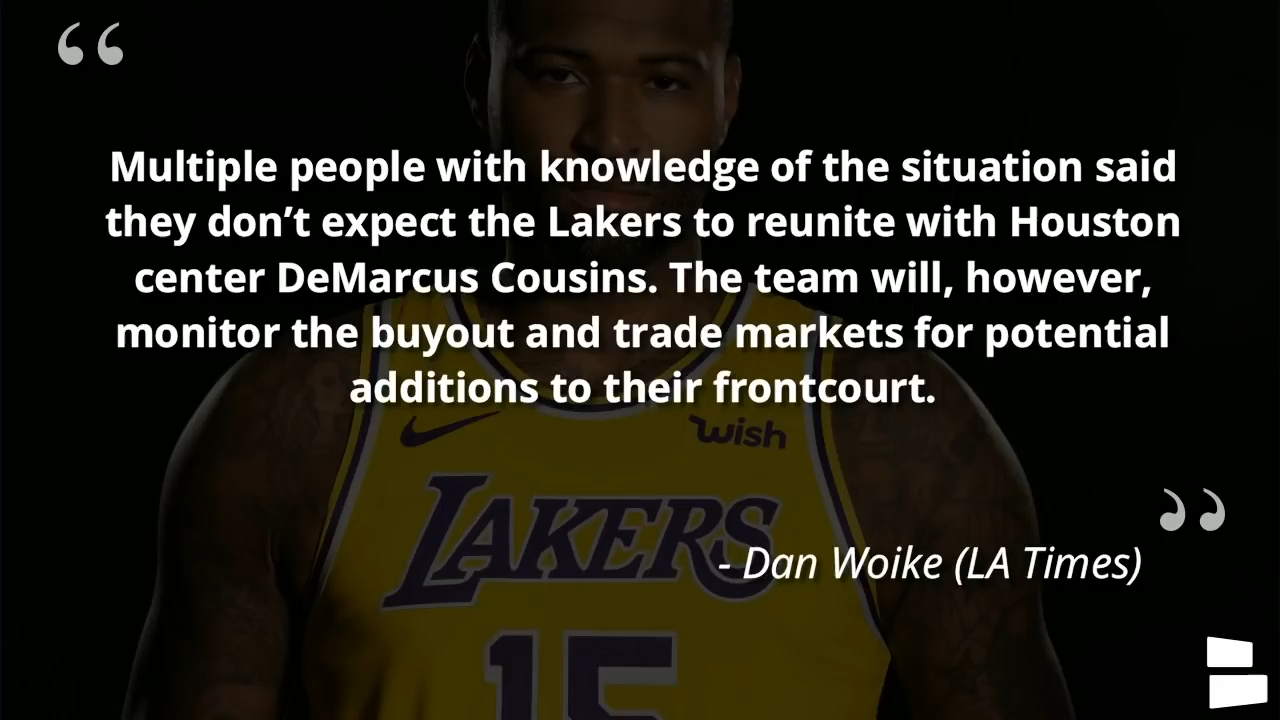 Multiple people with knowledge of the situation said
they don’t expect the Lakers to reunite with Houston
center DeMarcus Cousins. The team will, however,
monitor the buyout and trade markets for potential
additions to their frontcourt.
wish
LAKERS
- Dan Woike (LA Times)
15